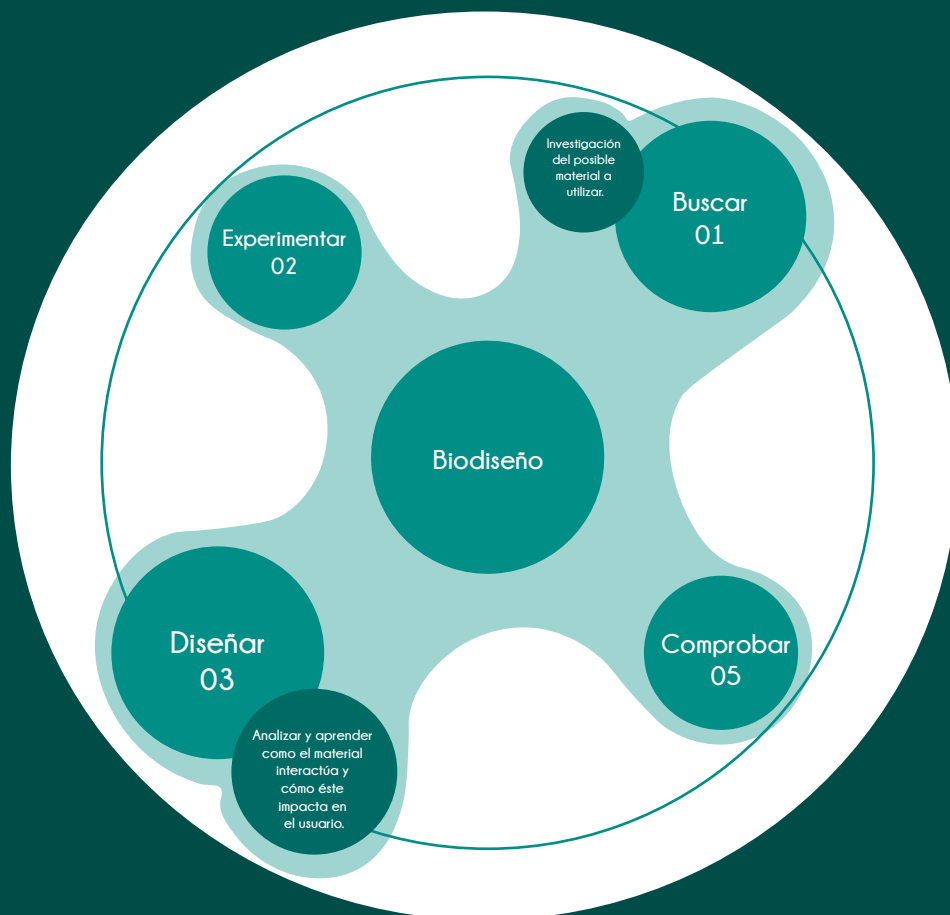 Investigación
del posible
material a
utilizar.
Buscar
01
Experimentar
02
Biodiseño
Diseñar
03
Analizar y aprender
como el material
interactúa y
cómo éste
impacta en
el usuario.
Comprobar
05